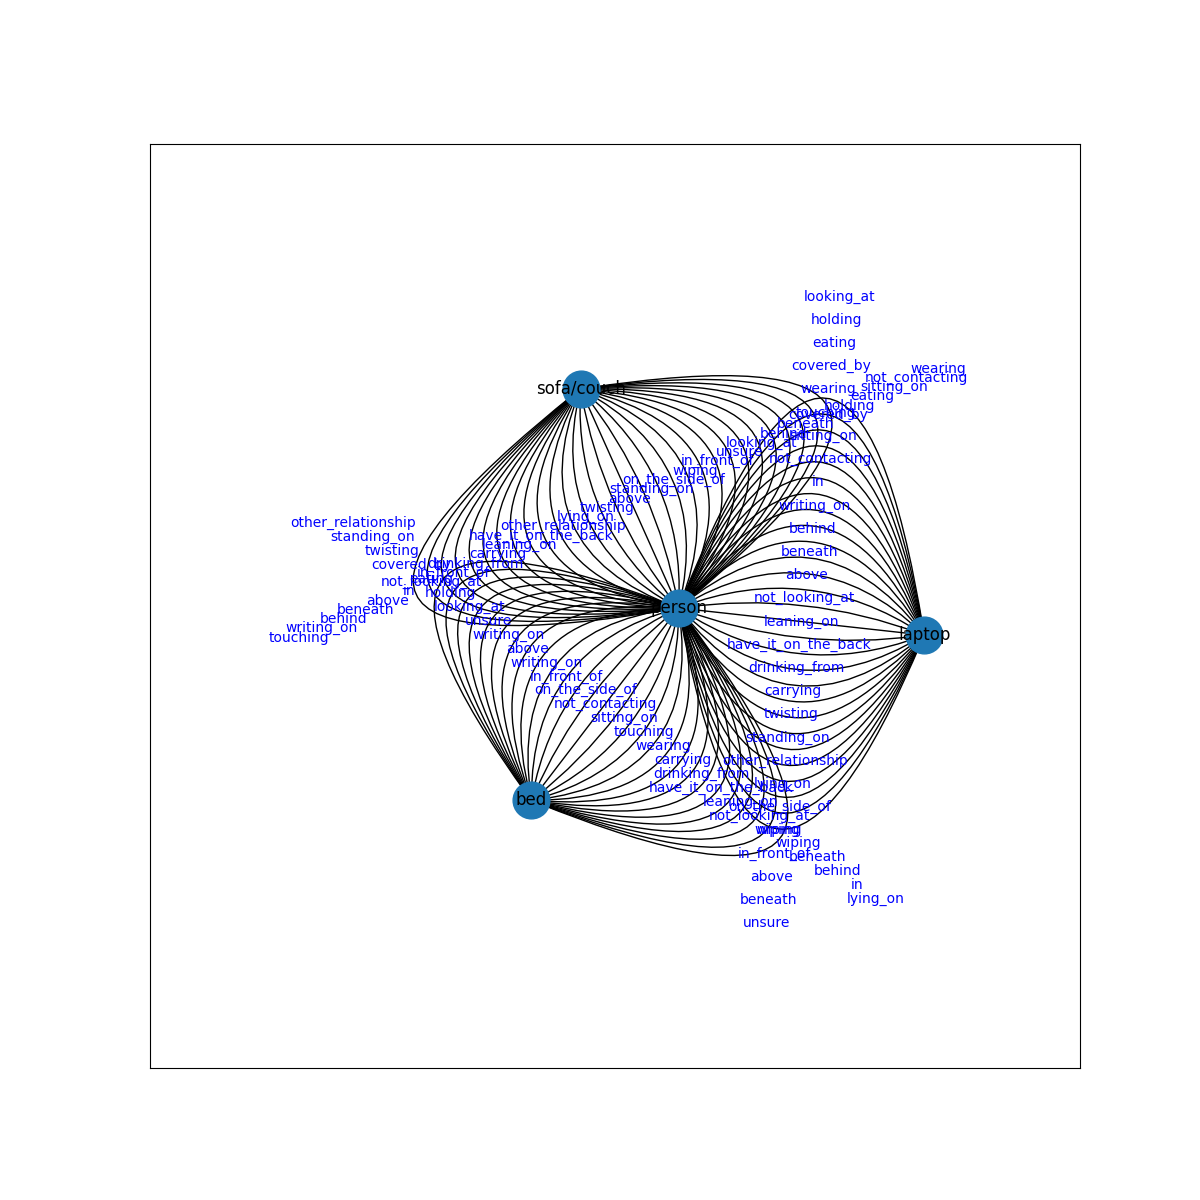 looking_at
holding
eating
covered_by
wearing
not_contacting
sitting_on
wearing
eating
sofa/couch
holding
touching
covered_by
beneath
behind
sitting_on
looking_at
unsure
not_contacting
in_front_of
wiping
on_the_side_of
in
standing_on
above
twisting
writing_on
lying_on
other_relationship
other_relationship
behind
standing_on
have_it_on_the_back
leaning_on
twisting
beneath
carrying
covered_by
drinking_from
in_front_of
above
eating
not_looking_at
in
holding
above
not_looking_at
looking_at
beneath
person
behind
unsure
leaning_on
writing_on
touching
writing_on
laptop
above
have_it_on_the_back
writing_on
drinking_from
in_front_of
on_the_side_of
carrying
not_contacting
twisting
sitting_on
touching
standing_on
wearing
carrying
other_relationship
drinking_from
lying_on
have_it_on_the_back
bed
leaning_on
on_the_side_of
not_looking_at
wiping
wiping
in_front_of
beneath
behind
above
in
beneath
lying_on
unsure